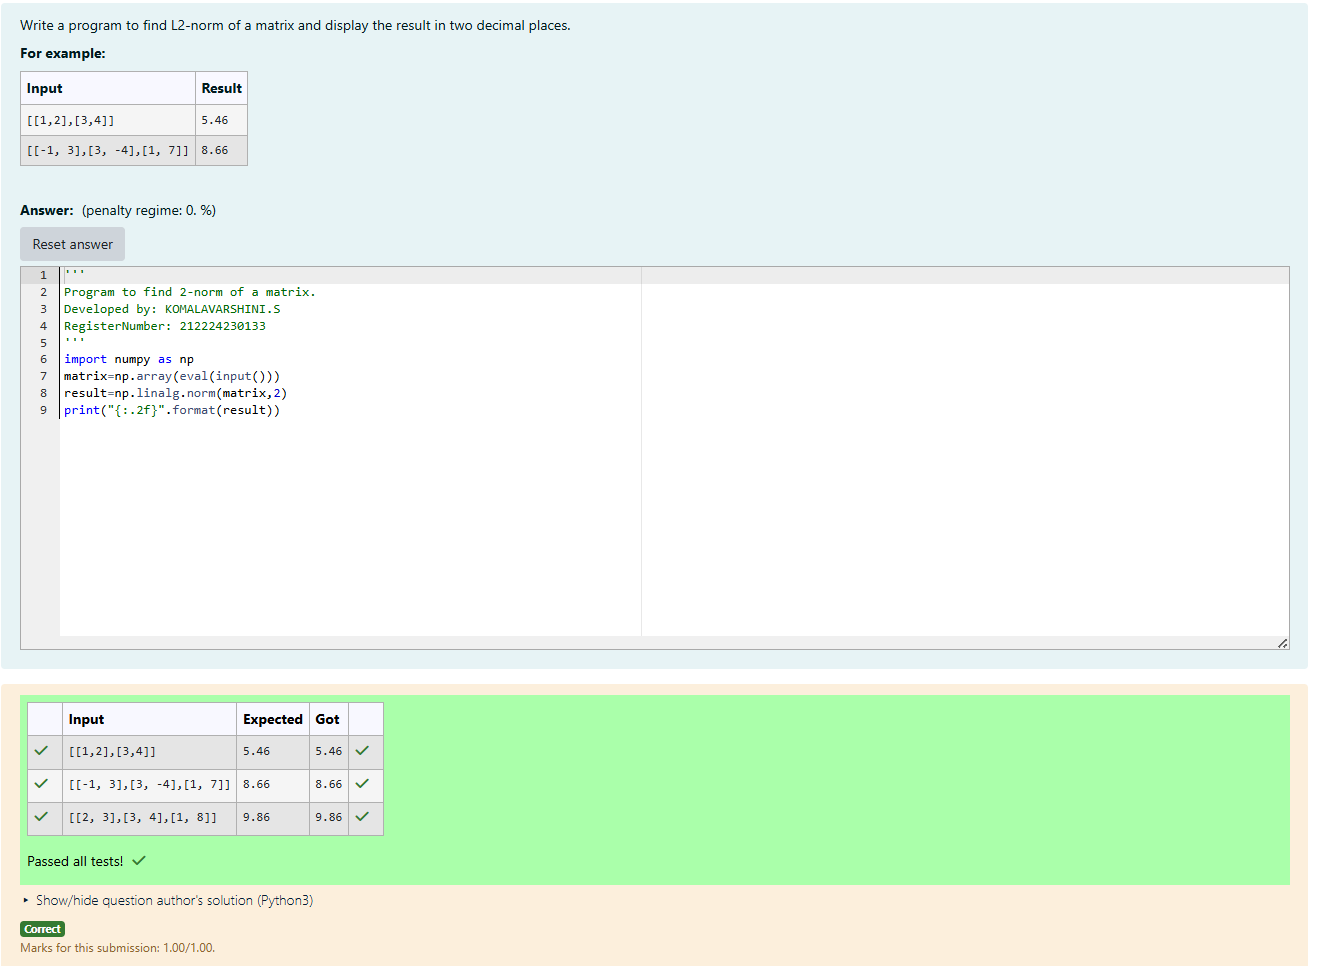 Write a program to find L2-norm of a matrix and display the result in two decimal places.
For example:
Input Result
[[1,2],[3,4]] 5.46
[[-1, 3],[3, -4],[1, 7]] 8.66
Answer: (penalty regime: 0. %)
Reset answer
1 '''
2 Program to find 2-norm of a matrix.
3 Developed by: KOMALAVARSHINI.S
4 RegisterNumber: 212224230133
5 '''
6 import numpy as np
7 matrix=np.array(eval(input()))
8 result=np.linalg.norm(matrix,2)
9 print("{:.2f}".format(result))
Input Expected Got
[[1,2],[3,4]] 5.46 5.46
[[-1, 3],[3, -4],[1, 7]] 8.66 8.66
[[2, 3],[3, 4],[1, 8]] 9.86 9.86
Passed all tests!
Show/hide question author's solution (Python3)
Correct
Marks for this submission: 1.00/1.00.